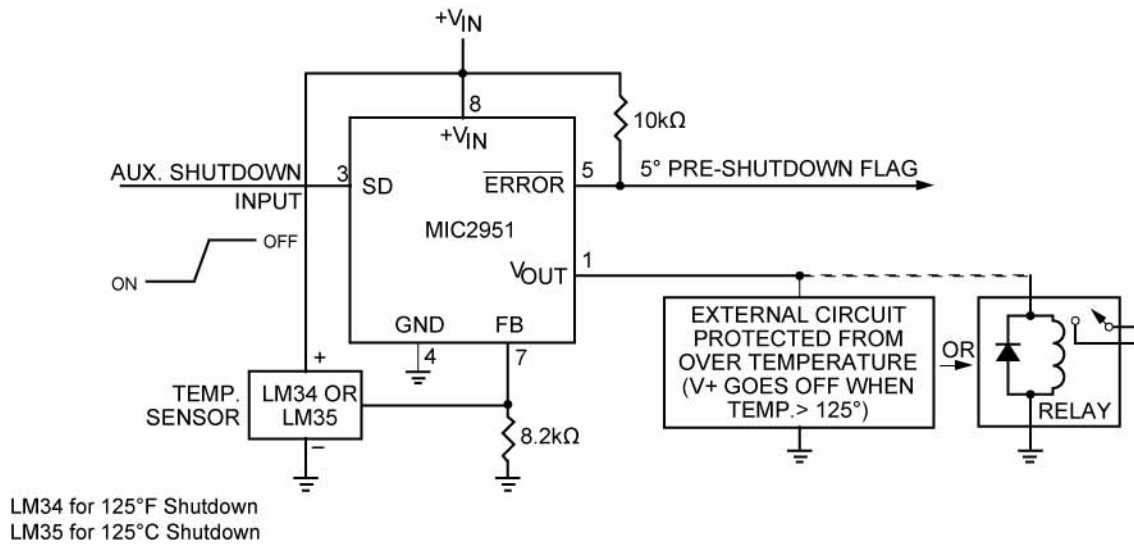 +VIN
8
+VIN
10kΩ
AUX. SHUTDOWN
INPUT
3
SD
ERROR
5
5° PRE-SHUTDOWN FLAG
MIC2951
OFF
ON
VOUT
1
GND
FB
4
7
+
TEMP.
SENSOR
LM34 OR
LM35
–
8.2kΩ
EXTERNAL CIRCUIT
PROTECTED FROM
OVER TEMPERATURE
(V+ GOES OFF WHEN
TEMP.> 125°)
OR
RELAY
LM34 for 125°F Shutdown
LM35 for 125°C Shutdown